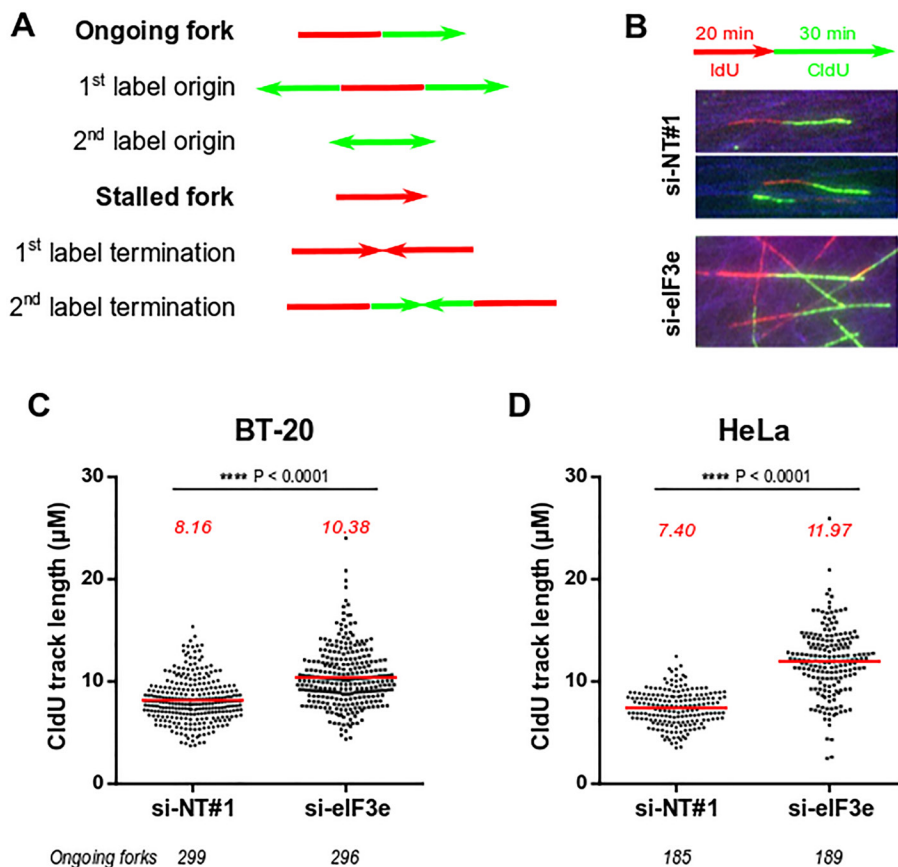 A
Ongoing fork
1st label origin
2nd label origin
Stalled fork
1st label termination
2nd label termination
B
20 min 30 min
IdU CldU
si-NT#1
si-eIF3e
C
BT-20
**** P < 0.0001
8.16 10.38
CldU track length (µM)
30
20
10
0
si-NT#1 si-eIF3e
Ongoing forks 299 296
D
HeLa
**** P < 0.0001
7.40 11.97
CldU track length (µM)
30
20
10
0
si-NT#1 si-eIF3e
185 189